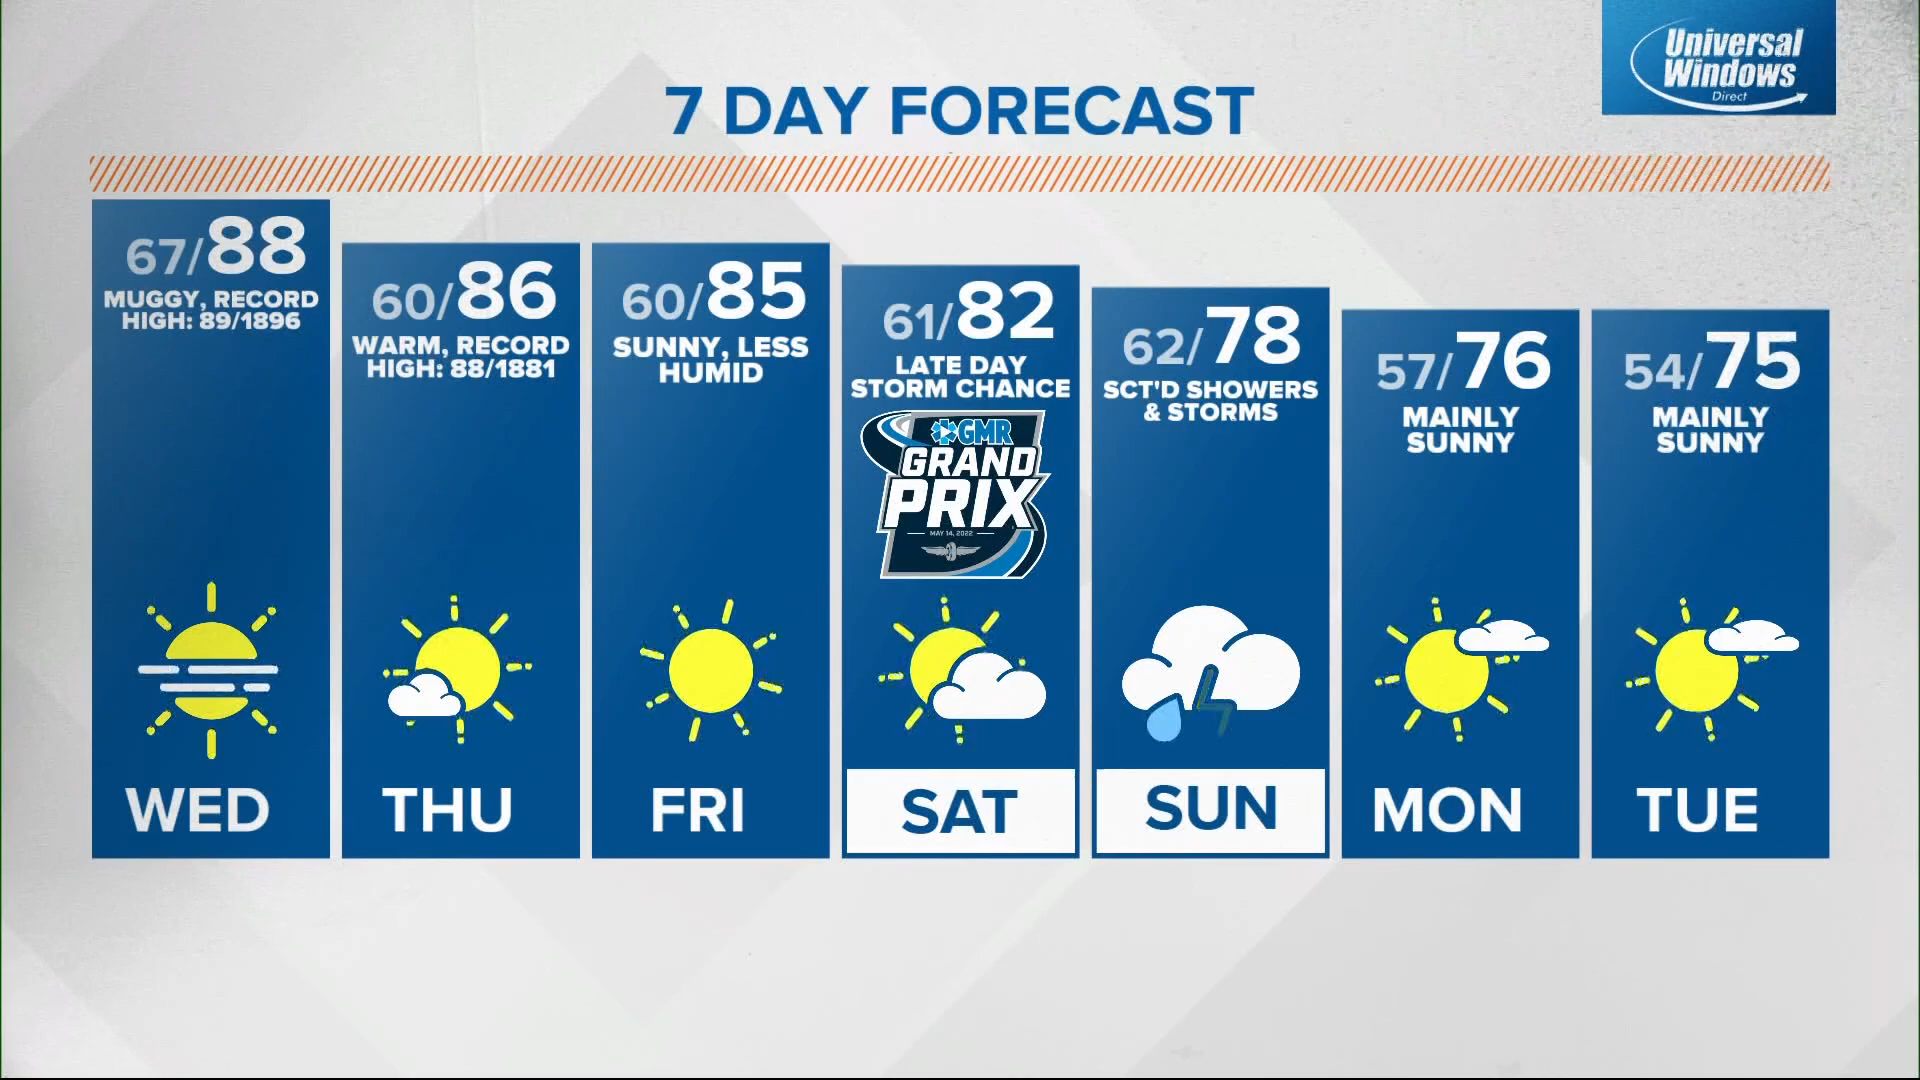 Universal
Windows
Direct
7 DAY FORECAST
67/88
MUGGY, RECORD
HIGH: 89/1896
WED
60/86
WARM, RECORD
HIGH: 88/1881
THU
60/85
SUNNY, LESS
HUMID
FRI
61/82
LATE DAY
STORM CHANCE
GMR
GRAND
PRIX
MAY 14, 2022
SAT
62/78
SCT'D SHOWERS
& STORMS
SUN
57/76
MAINLY
SUNNY
MON
54/75
MAINLY
SUNNY
TUE